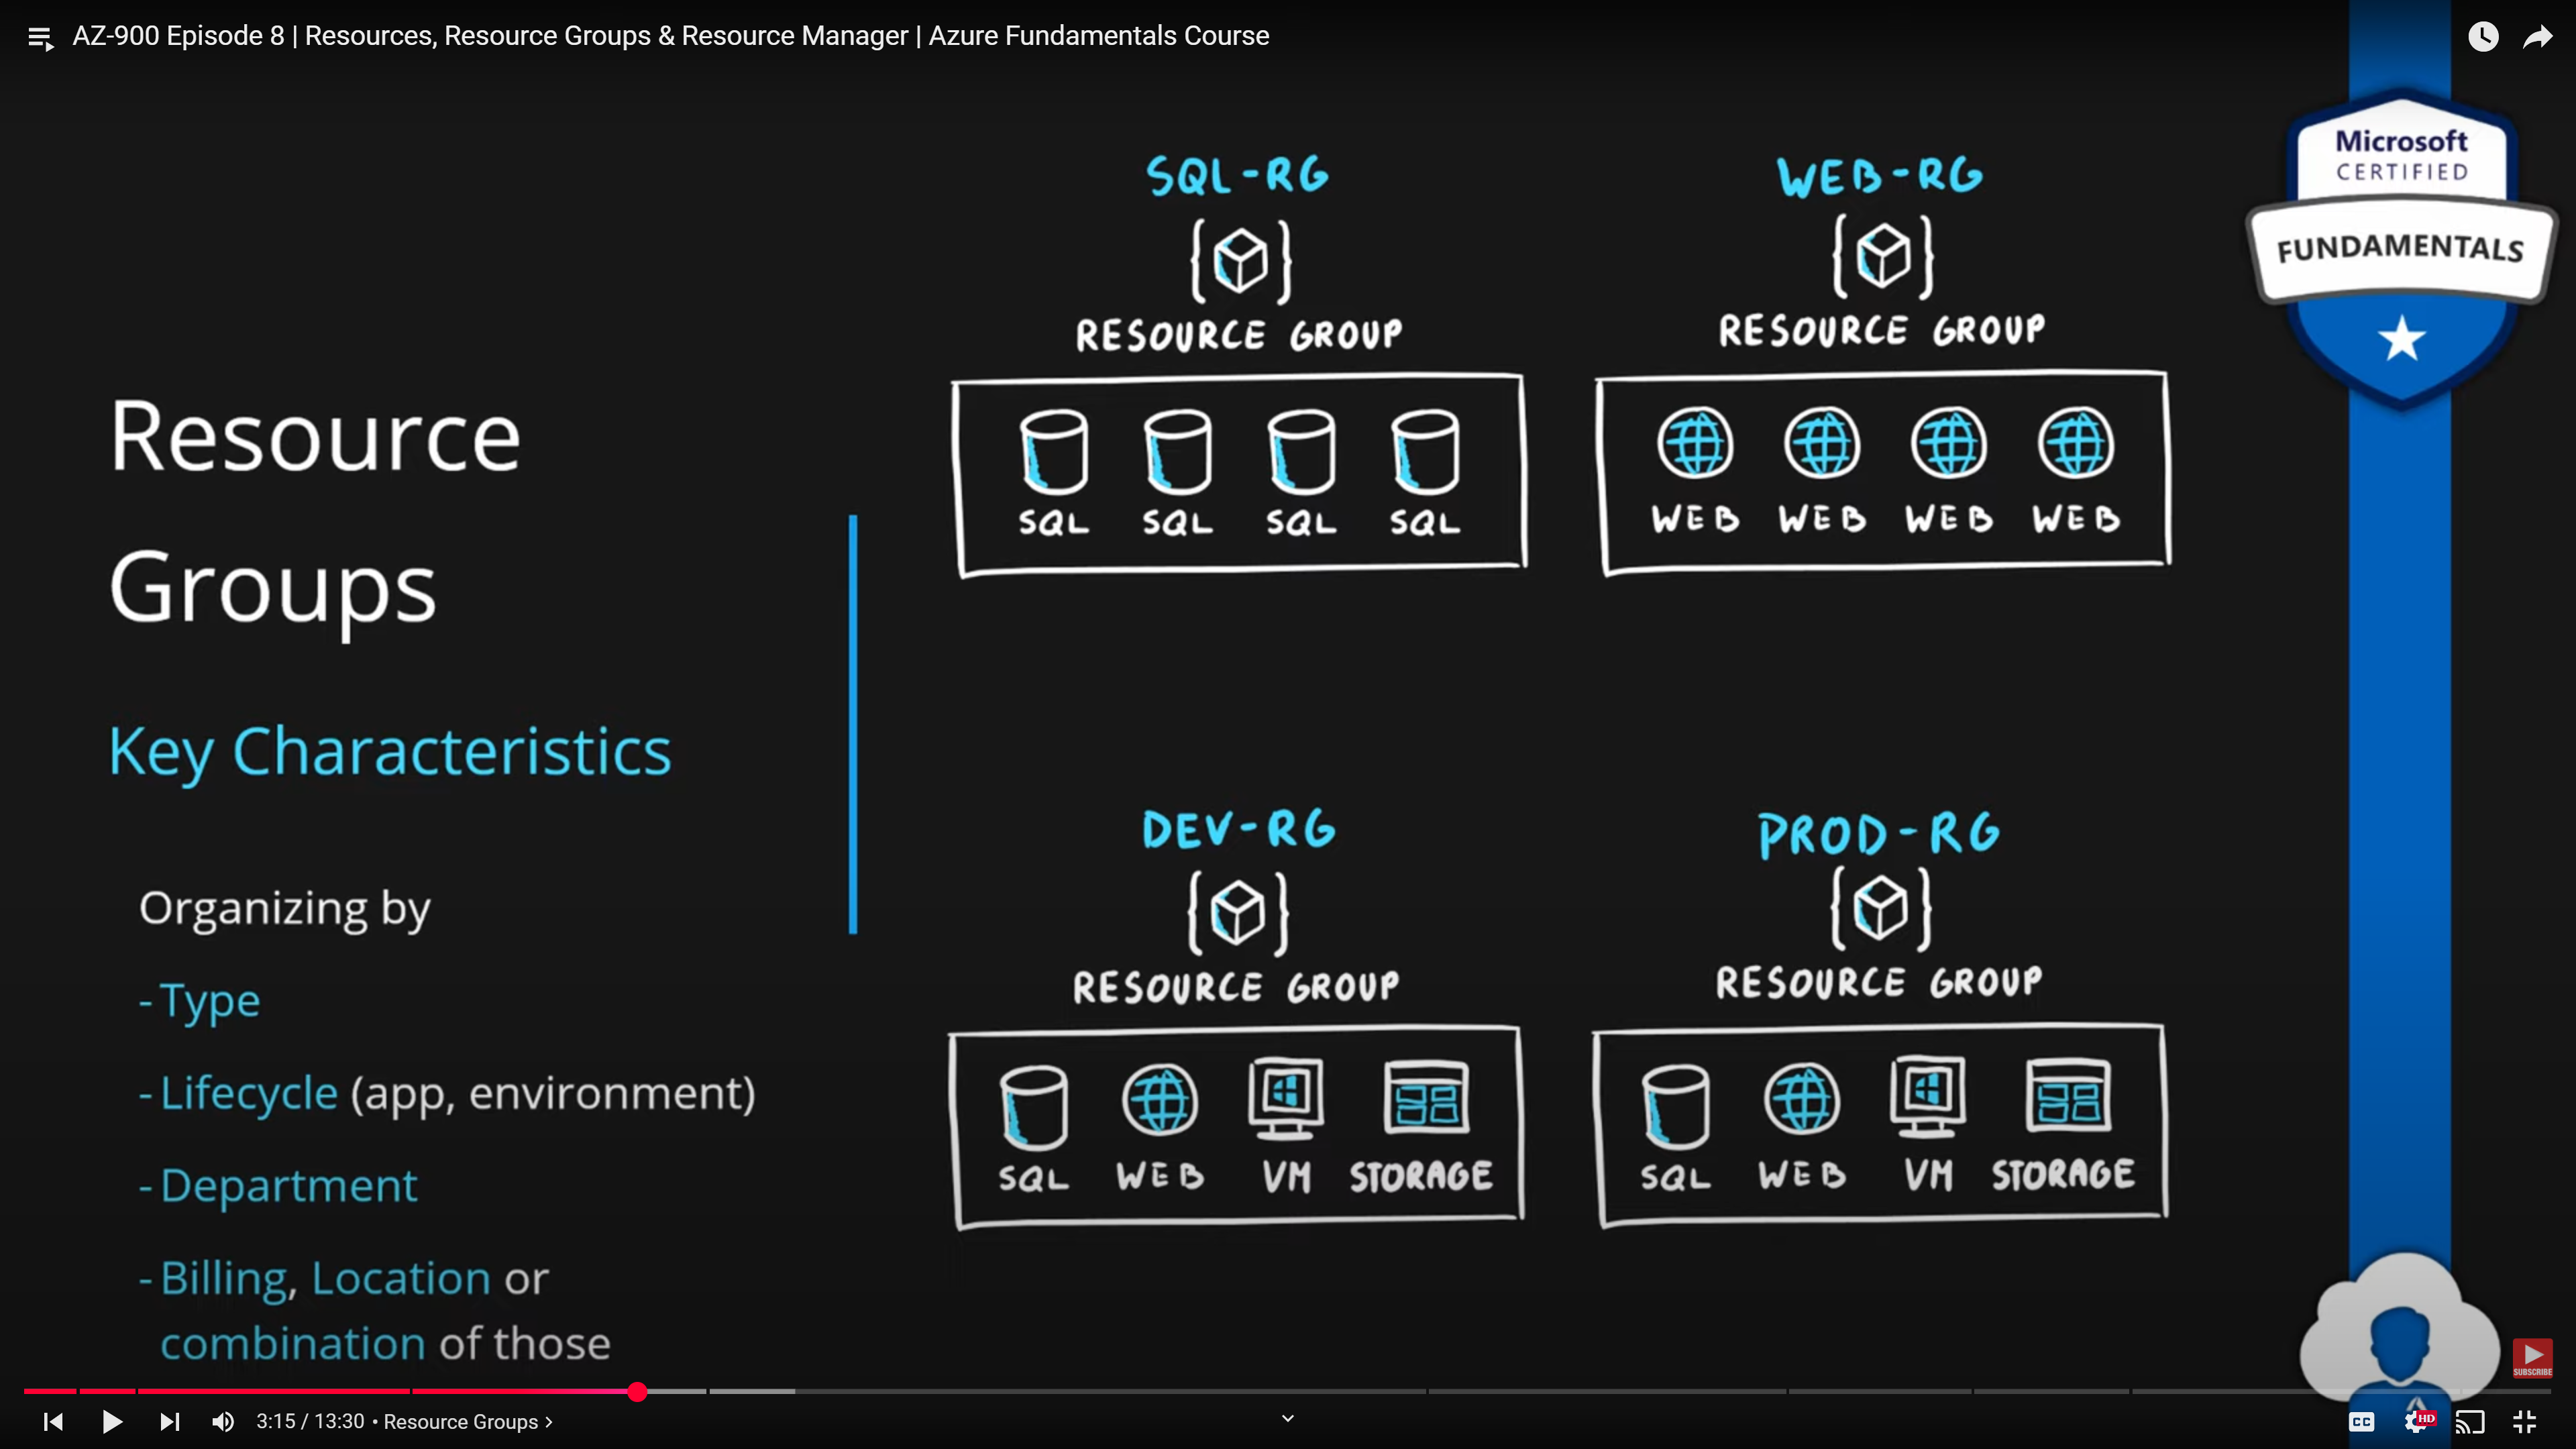 AZ-900 Episode 8 | Resources, Resource Groups & Resource Manager | Azure Fundamentals Course
Microsoft
CERTIFIED
FUNDAMENTALS
Resource
Groups
Key Characteristics
Organizing by
- Type
- Lifecycle (app, environment)
- Department
- Billing, Location or
combination of those
SQL-RG
RESOURCE GROUP
SQL SQL SQL SQL
WEB-RG
RESOURCE GROUP
WEB WEB WEB WEB
DEV-RG
RESOURCE GROUP
SQL WEB VM STORAGE
PROD-RG
RESOURCE GROUP
SQL WEB VM STORAGE
SUBSCRIBE
3:15 / 13:30 • Resource Groups
CC
HD